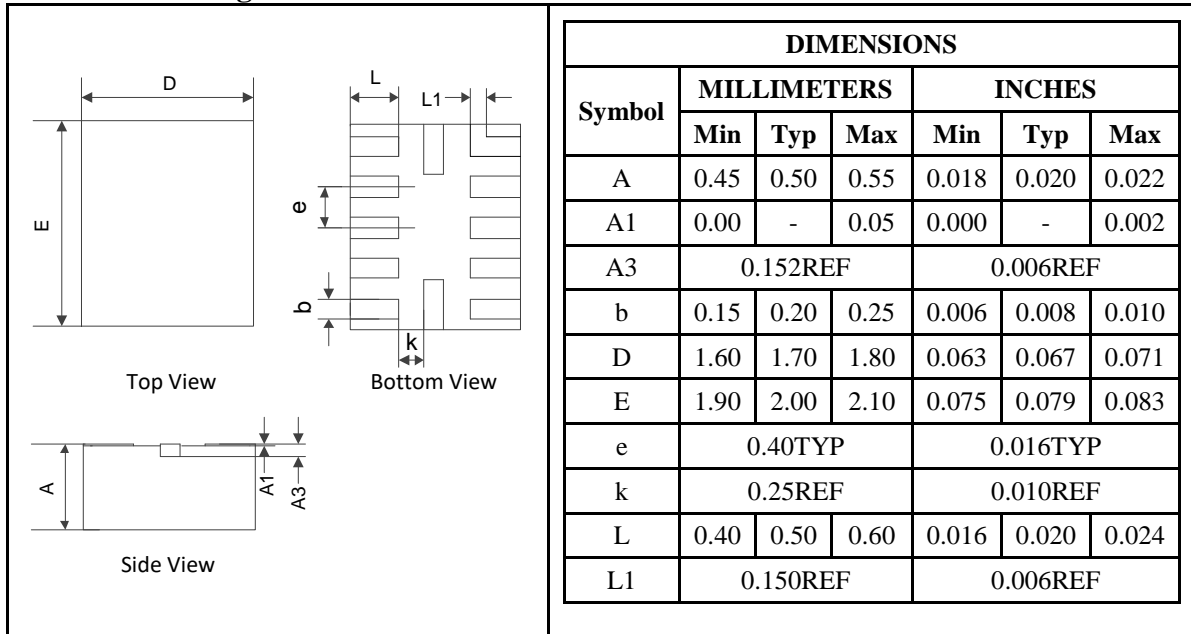 D
E
Top View
L
L1
e
b
k
Bottom View
A
A1
A3
Side View
DIMENSIONS
Symbol MILLIMETERS INCHES
Min Typ Max Min Typ Max
A 0.45 0.50 0.55 0.018 0.020 0.022
A1 0.00 - 0.05 0.000 - 0.002
A3 0.152REF 0.006REF
b 0.15 0.20 0.25 0.006 0.008 0.010
D 1.60 1.70 1.80 0.063 0.067 0.071
E 1.90 2.00 2.10 0.075 0.079 0.083
e 0.40TYP 0.016TYP
k 0.25REF 0.010REF
L 0.40 0.50 0.60 0.016 0.020 0.024
L1 0.150REF 0.006REF